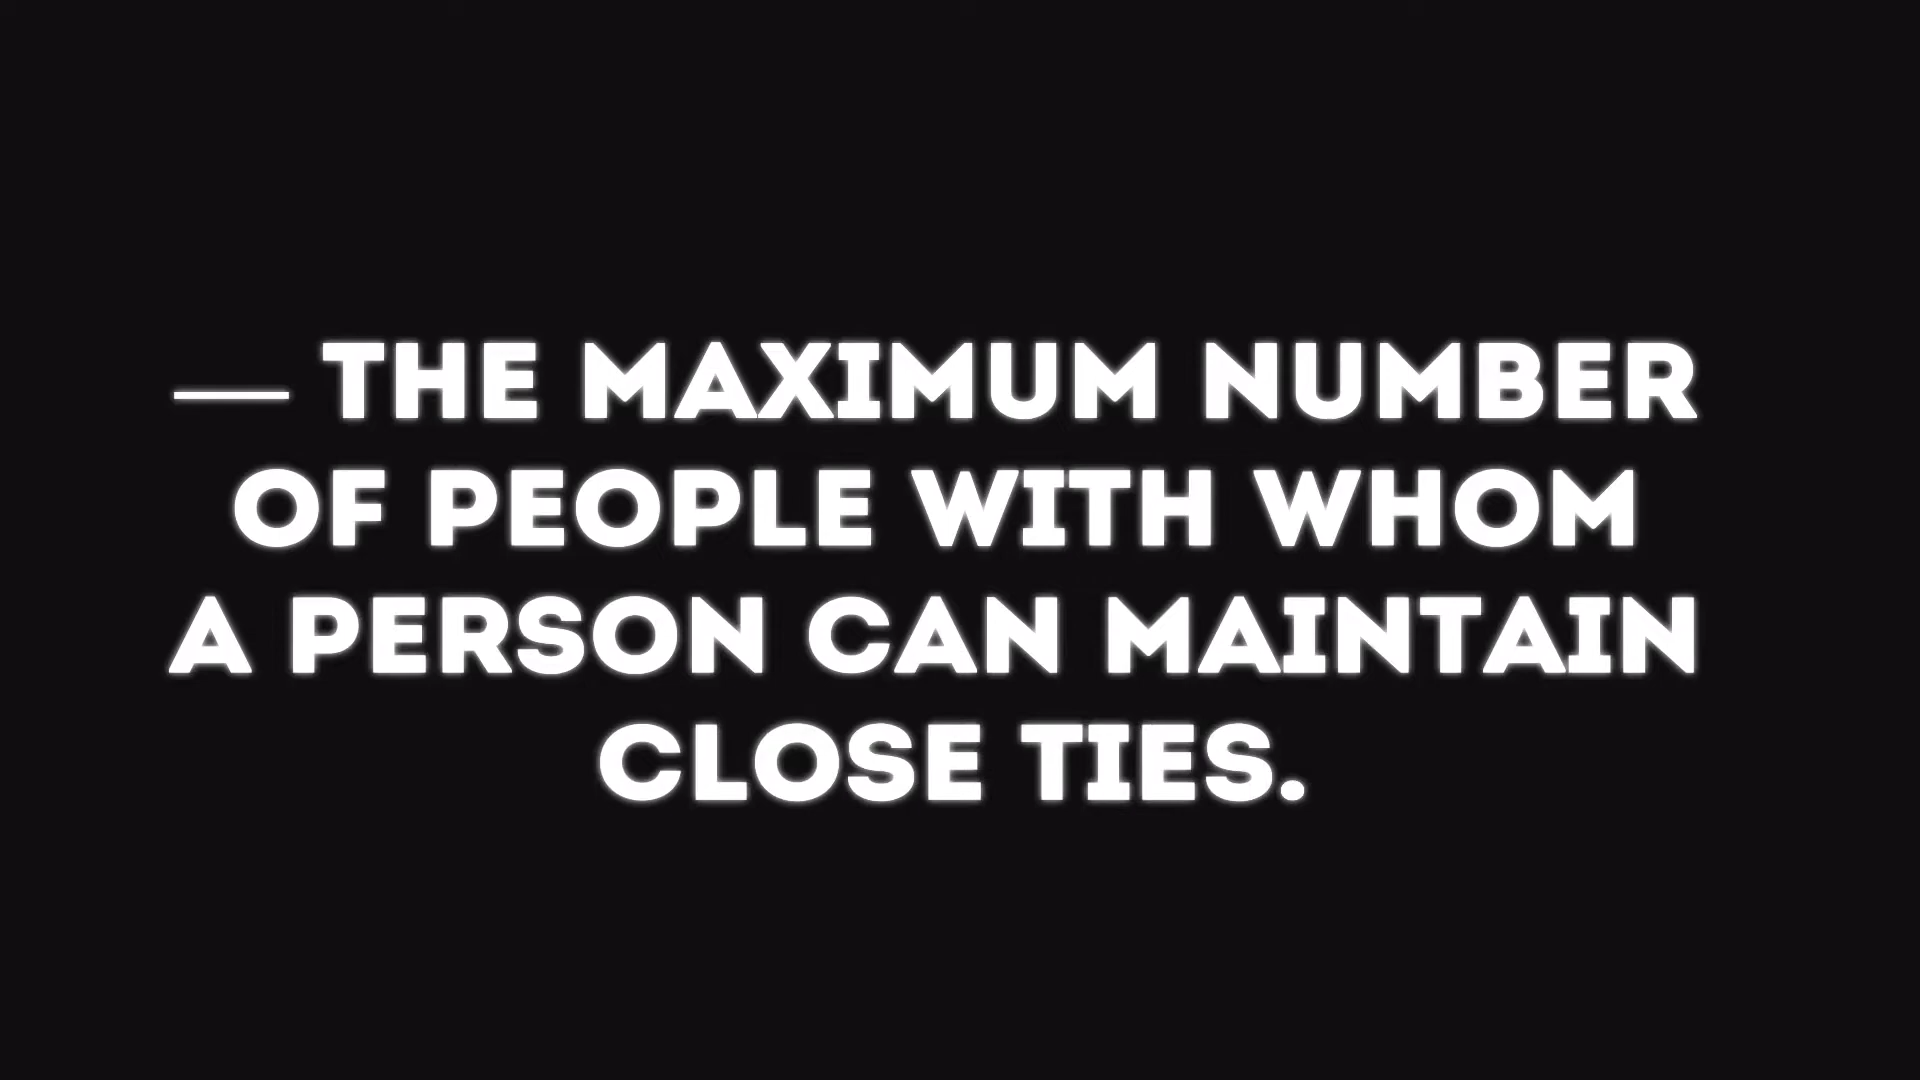 — THE MAXIMUM NUMBER
OF PEOPLE WITH WHOM
A PERSON CAN MAINTAIN
CLOSE TIES.